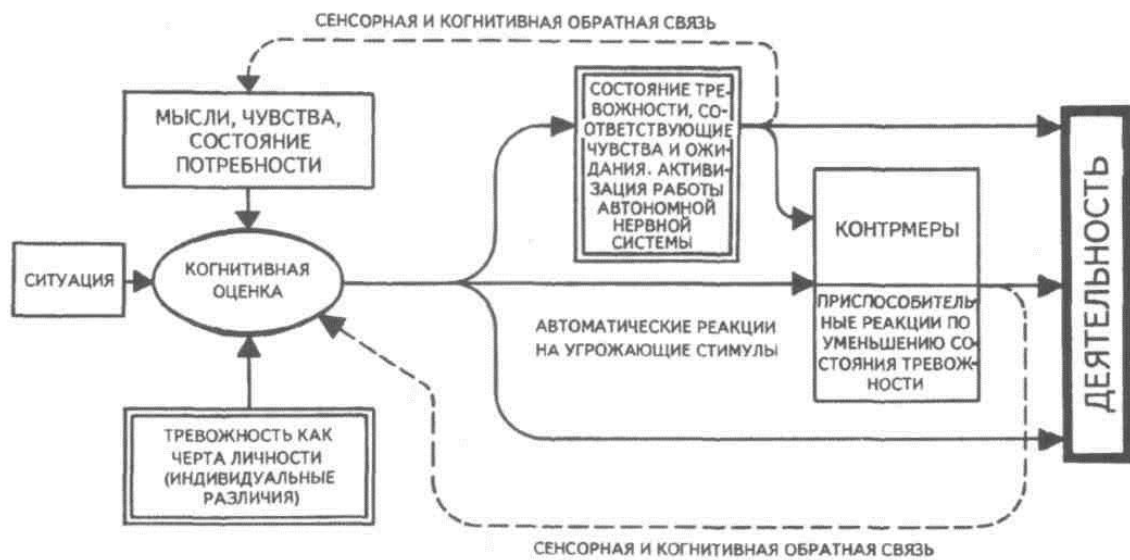 СЕНСОРНАЯ И КОГНИТИВНАЯ ОБРАТНАЯ СВЯЗЬ
МЫСЛИ, ЧУВСТВА,
СОСТОЯНИЕ
ПОТРЕБНОСТИ
СОСТОЯНИЕ ТРЕ-
ВОЖНОСТИ, СО-
ОТВЕТСТВУЮЩИЕ
ЧУВСТВА И ОЖИ-
ДАНИЯ. АКТИВИ-
ЗАЦИЯ РАБОТЫ
АВТОНОМНОЙ
НЕРВНОЙ
СИСТЕМЫ
СИТУАЦИЯ
КОГНИТИВНАЯ
ОЦЕНКА
КОНТРМЕРЫ
ПРИСПОСОБИТЕЛЬ-
НЫЕ РЕАКЦИИ ПО
УМЕНЬШЕНИЮ СО-
СТОЯНИЯ ТРЕВОЖ-
НОСТИ
АВТОМАТИЧЕСКИЕ РЕАКЦИИ
НА УГРОЖАЮЩИЕ СТИМУЛЫ
ДЕЯТЕЛЬНОСТЬ
ТРЕВОЖНОСТЬ КАК
ЧЕРТА ЛИЧНОСТИ
(ИНДИВИДУАЛЬНЫЕ
РАЗЛИЧИЯ)
СЕНСОРНАЯ И КОГНИТИВНАЯ ОБРАТНАЯ СВЯЗЬ